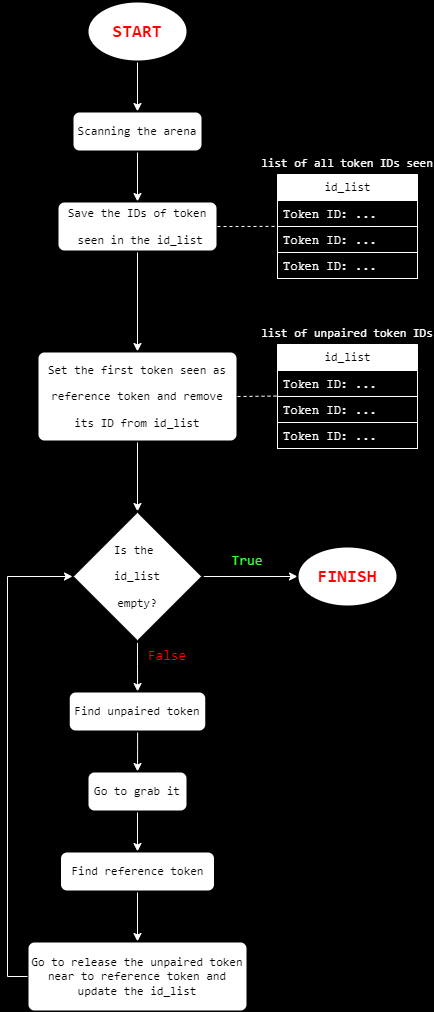 START
Scanning the arena
list of all token IDs seen
id_list
Save the IDs of token
seen in the id_list
Token ID: ...
Token ID: ...
Token ID: ...
list of unpaired token IDs
id_list
Set the first token seen as
reference token and remove
its ID from id_list
Token ID: ...
Token ID: ...
Token ID: ...
Is the
id_list
empty?
True
FINISH
False
Find unpaired token
Go to grab it
Find reference token
Go to release the unpaired token
near to reference token and
update the id_list